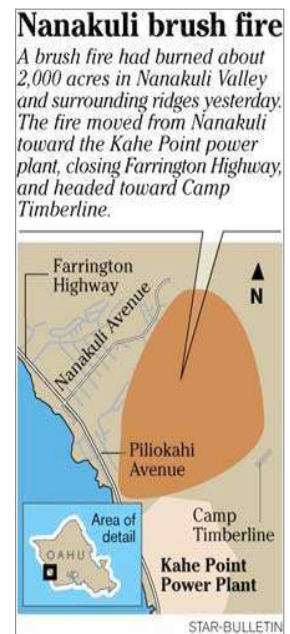 Nanakuli brush fire
A brush fire had burned about
2,000 acres in Nanakuli Valley
and surrounding ridges yesterday.
The fire moved from Nanakuli
toward the Kahe Point power
plant, closing Farrington Highway,
and headed toward Camp
Timberline.
Farrington
Highway
N
Nanakuli Avenue
Piliokahi
Avenue
Area of
detail
OAHU
Camp
Timberline
Kahe Point
Power Plant
STAR-BULLETIN